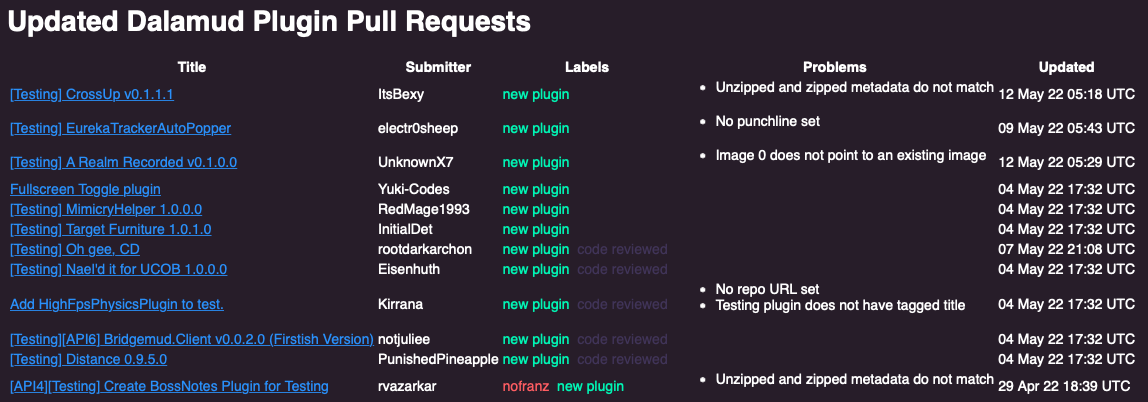 Updated Dalamud Plugin Pull Requests
Title Submitter Labels Problems Updated
[Testing] CrossUp v0.1.1.1 ItsBexy new plugin • Unzipped and zipped metadata do not match 12 May 22 05:18 UTC
[Testing] EurekaTrackerAutoPopper electr0sheep new plugin • No punchline set 09 May 22 05:43 UTC
[Testing] A Realm Recorded v0.1.0.0 UnknownX7 new plugin • Image 0 does not point to an existing image 12 May 22 05:29 UTC
Fullscreen Toggle plugin Yuki-Codes new plugin 04 May 22 17:32 UTC
[Testing] MimicryHelper 1.0.0.0 RedMage1993 new plugin 04 May 22 17:32 UTC
[Testing] Target Furniture 1.0.1.0 InitialDet new plugin 04 May 22 17:32 UTC
[Testing] Oh gee, CD rootdarkarchon new plugin code reviewed 07 May 22 21:08 UTC
[Testing] Nael'd it for UCOB 1.0.0.0 Eisenhuth new plugin code reviewed 04 May 22 17:32 UTC
• No repo URL set
Add HighFpsPhysicsPlugin to test. Kirrana new plugin code reviewed • Testing plugin does not have tagged title 04 May 22 17:32 UTC
[Testing][API6] Bridgemud.Client v0.0.2.0 (Firstish Version) notjuliee new plugin code reviewed 04 May 22 17:32 UTC
[Testing] Distance 0.9.5.0 PunishedPineapple new plugin code reviewed 04 May 22 17:32 UTC
[API4][Testing] Create BossNotes Plugin for Testing rvazarkar nofranz new plugin • Unzipped and zipped metadata do not match 29 Apr 22 18:39 UTC